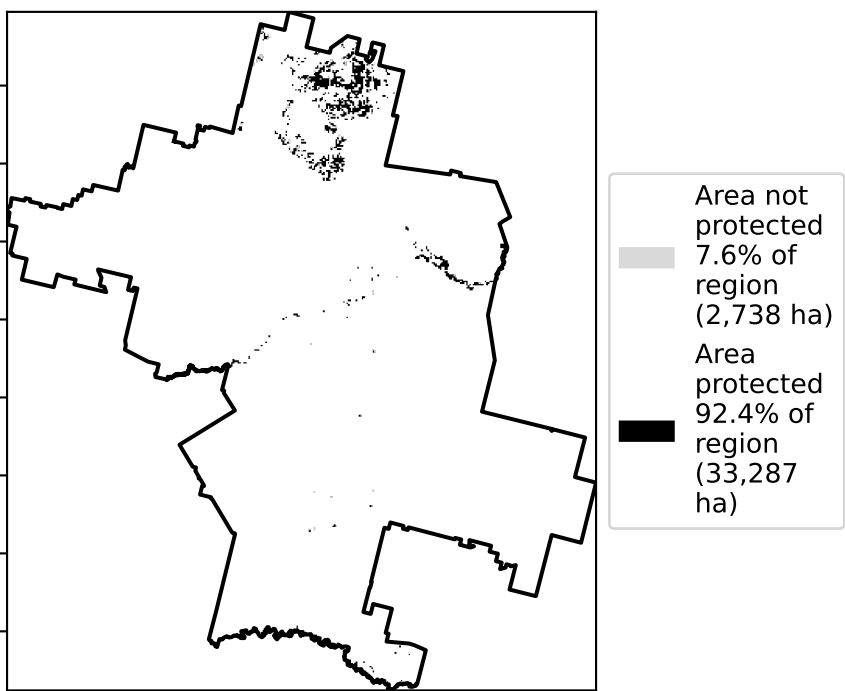 Area not
protected
7.6% of
region
(2,738 ha)
Area
protected
92.4% of
region
(33,287
ha)